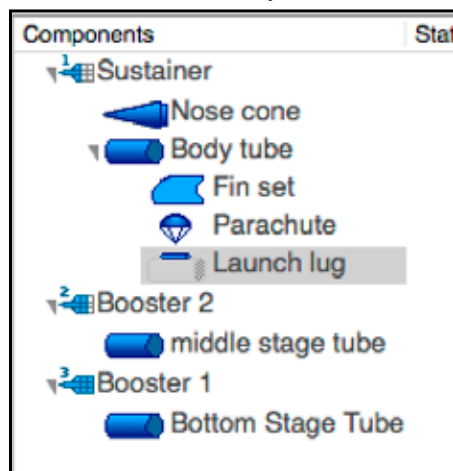 Components Stat
1 Sustainer
Nose cone
Body tube
Fin set
Parachute
Launch lug
2 Booster 2
middle stage tube
3 Booster 1
Bottom Stage Tube